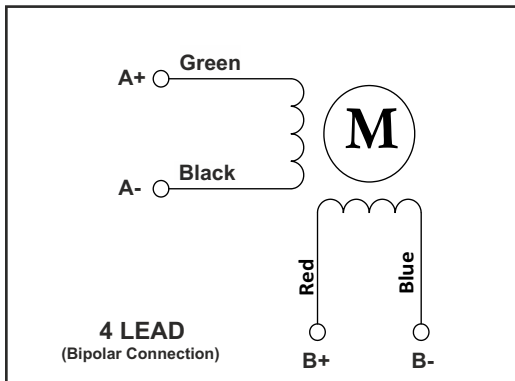 A+ Green
M
A- Black
Red
Blue
4 LEAD
(Bipolar Connection)
B+ B-